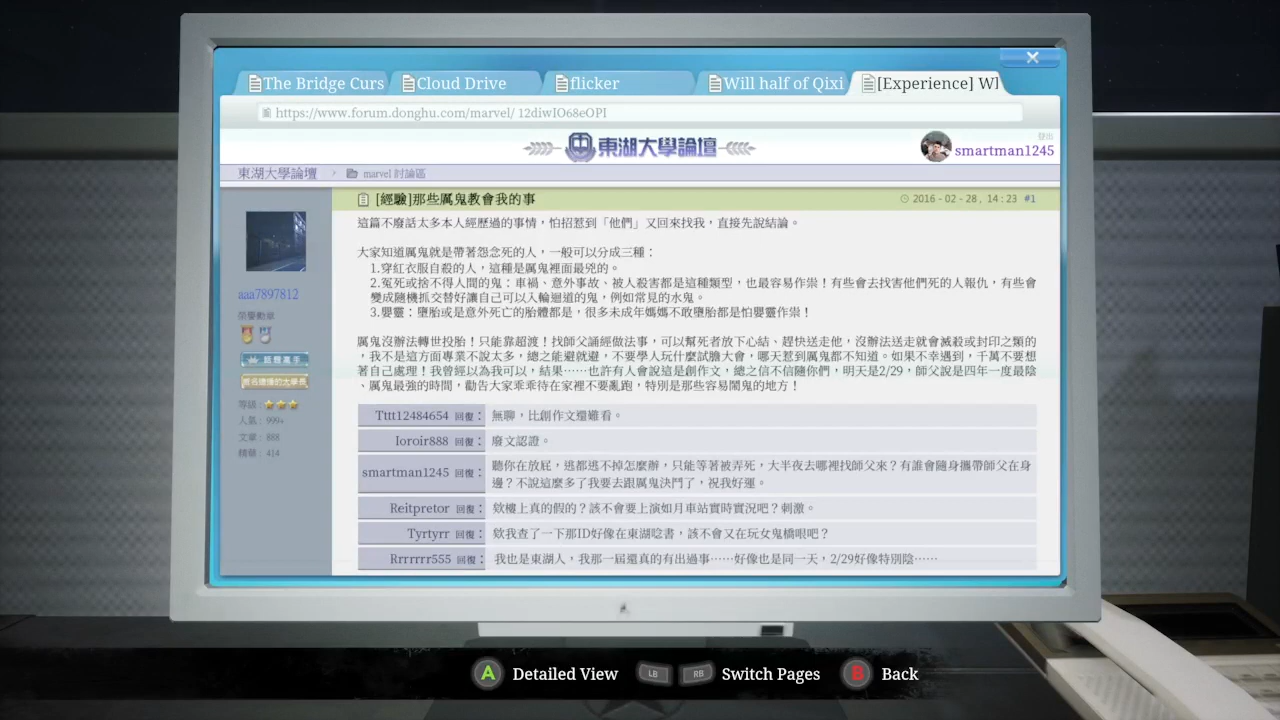 The Bridge Curs
Cloud Drive
flicker
Will half of Qixi
[Experience] Wl
https://www.forum.donghu.com/marvel/ 12diwIO68eOPI
東湖大學論壇
登出
smartman1245
東湖大學論壇 › marvel 討論區
[經驗]那些厲鬼教會我的事
2016 - 02 - 28, 14 : 23 #1
aaa7897812
榮譽勳章
話題高手
等級：
人氣：999+
文章：888
精華：414
這篇不廢話太多本人經歷過的事情，怕招惹到「他們」又回來找我，直接先說結論。
大家知道厲鬼就是帶著怨念死的人，一般可以分成三種：
1.穿紅衣服自殺的人，這種是厲鬼裡面最兇的。
2.冤死或捨不得人間的鬼：車禍、意外事故、被人殺害都是這種類型，也最容易作祟！有些會去找害他們死的人報仇，有些會
變成隨機抓交替好讓自己可以入輪迴道的鬼，例如常見的水鬼。
3.嬰靈：墮胎或是意外死亡的胎體都是，很多未成年媽媽不敢墮胎都是怕嬰靈作祟！
厲鬼沒辦法轉世投胎！只能靠超渡！找師父誦經做法事，可以幫死者放下心結、趕快送走他，沒辦法送走就會滅殺或封印之類的
，我不是這方面專業不說太多，總之能避就避，不要學人玩什麼試膽大會，哪天惹到厲鬼都不知道。如果不幸遇到，千萬不要想
著自己處理！我曾經以為我可以，結果⋯⋯也許有人會說這是創作文，總之信不信隨你們，明天是2/29，師父說是四年一度最陰
、厲鬼最強的時間，勸告大家乖乖待在家裡不要亂跑，特別是那些容易鬧鬼的地方！
Tttt12484654 回復： 無聊，比創作文還難看。
Ioroir888 回復： 廢文認證。
smartman1245 回復： 聽你在放屁，逃都逃不掉怎麼辦，只能等著被弄死，大半夜去哪裡找師父來？有誰會隨身攜帶師父在身
邊？不說這麼多了我要去跟厲鬼決鬥了，祝我好運。
Reitpretor 回復： 欸樓上真的假的？該不會要上演如月車站實時實況吧？刺激。
Tyrtyrr 回復： 欸我查了一下那ID好像在東湖唸書，該不會又在玩女鬼橋哏吧？
Rrrrrrr555 回復： 我也是東湖人，我那一屆還真的有出過事⋯⋯好像也是同一天，2/29好像特別陰⋯⋯
A Detailed View LB RB Switch Pages B Back